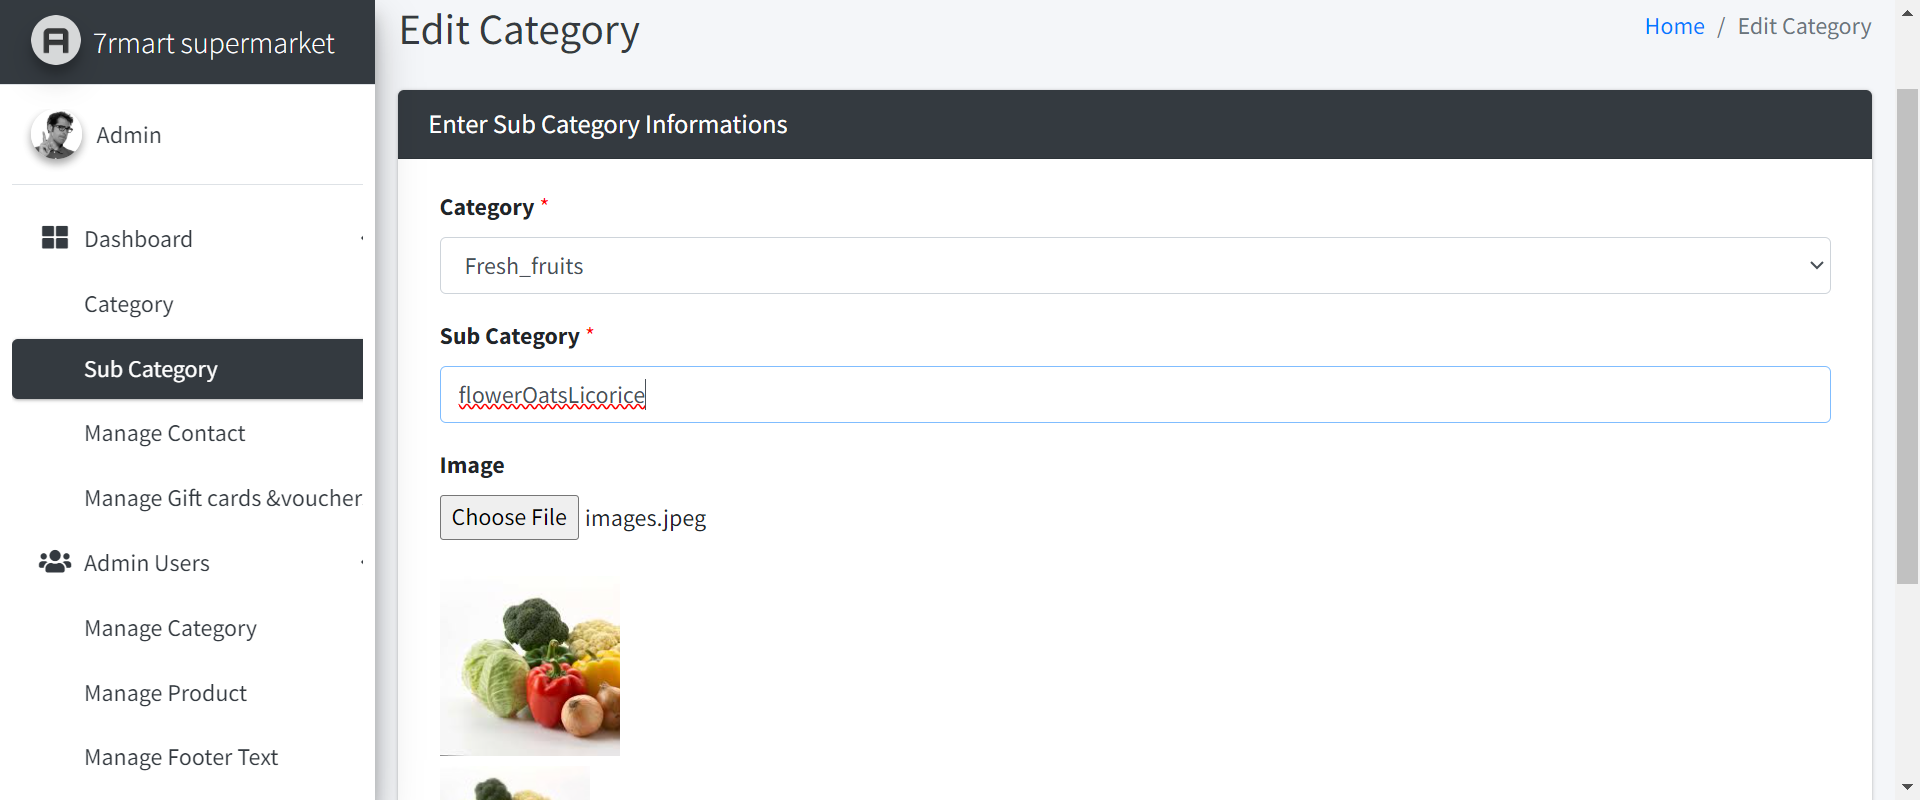 7rmart supermarket
Admin
Dashboard
Category
Sub Category
Manage Contact
Manage Gift cards &voucher
Admin Users
Manage Category
Manage Product
Manage Footer Text
Edit Category
Home / Edit Category
Enter Sub Category Informations
Category *
Fresh_fruits
Sub Category *
flowerOatsLicorice
Image
Choose File images.jpeg